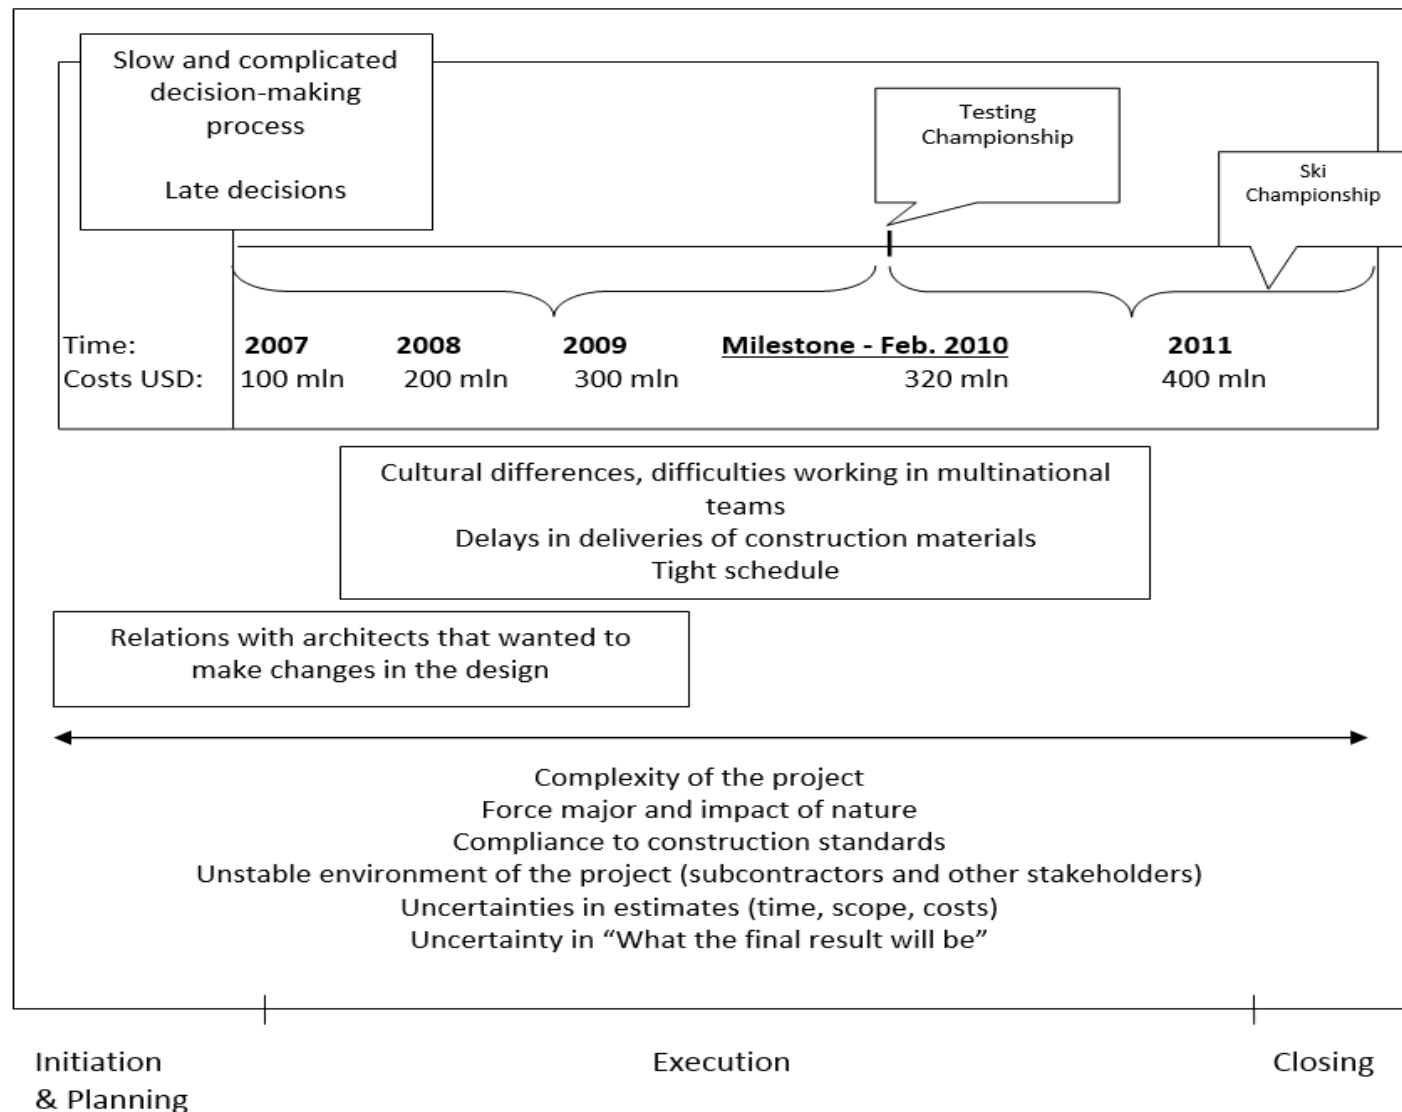 Slow and complicated
decision-making
process
Late decisions
Testing
Championship
Ski
Championship
Time: 2007 2008 2009 Milestone - Feb. 2010 2011
Costs USD: 100 mln 200 mln 300 mln 320 mln 400 mln
Cultural differences, difficulties working in multinational
teams
Delays in deliveries of construction materials
Tight schedule
Relations with architects that wanted to
make changes in the design
Complexity of the project
Force major and impact of nature
Compliance to construction standards
Unstable environment of the project (subcontractors and other stakeholders)
Uncertainties in estimates (time, scope, costs)
Uncertainty in “What the final result will be”
Initiation
& Planning
Execution
Closing